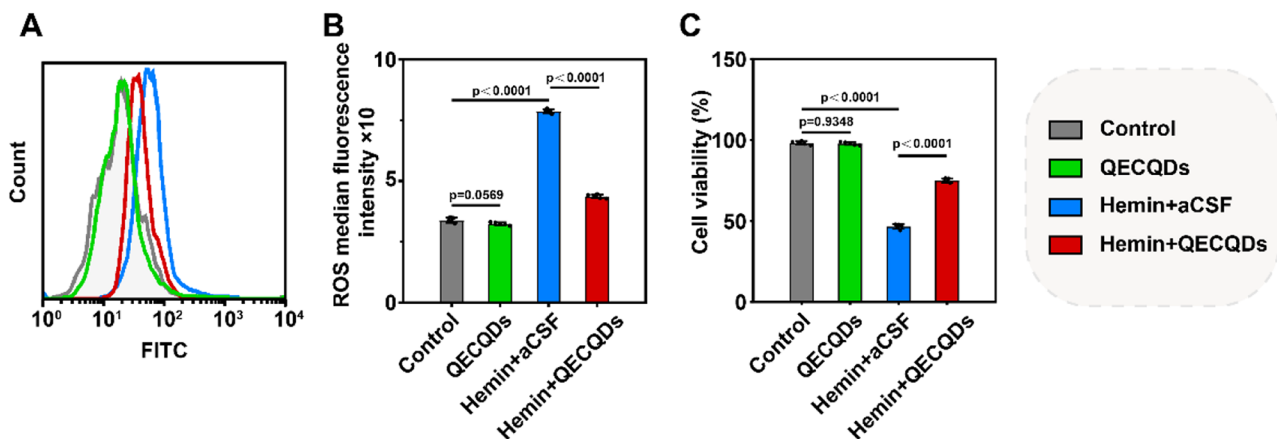 A
Count
10⁰ 10¹ 10² 10³ 10⁴
FITC
B
ROS median fluorescence
intensity ×10
10
5
0
p<0.0001
p<0.0001
p=0.0569
Control
QECQDs
Hemin+aCSF
Hemin+QECQDs
C
Cell viability (%)
150
100
50
0
p<0.0001
p=0.9348
p<0.0001
Control
QECQDs
Hemin+aCSF
Hemin+QECQDs
Control
QECQDs
Hemin+aCSF
Hemin+QECQDs